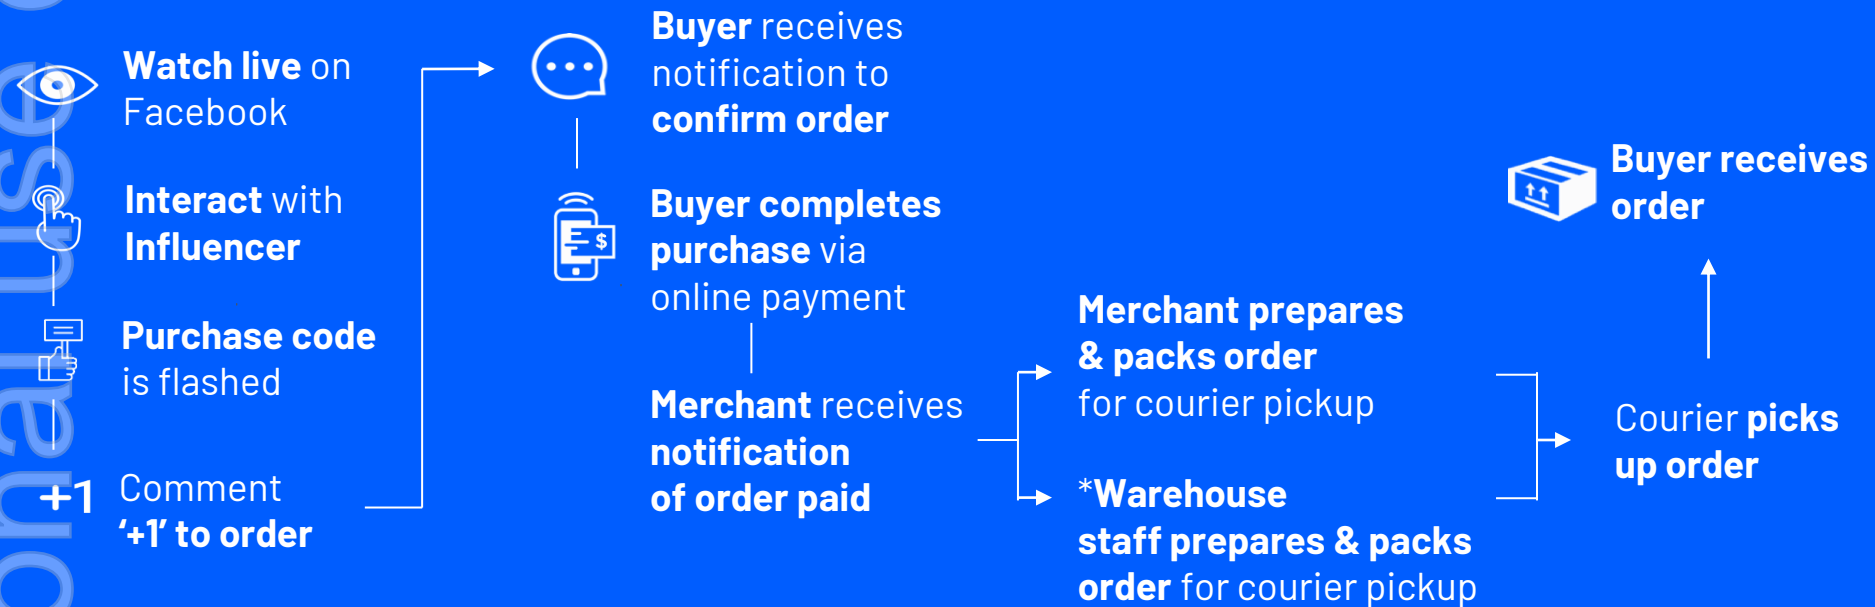 Watch live on
Facebook
Interact with
Influencer
Purchase code
is flashed
+1 Comment
‘+1’ to order
Buyer receives
notification to
confirm order
$
Buyer completes
purchase via
online payment
Merchant receives
notification
of order paid
Merchant prepares
& packs order
for courier pickup
*Warehouse
staff prepares & packs
order for courier pickup
Courier picks
up order
Buyer receives
order